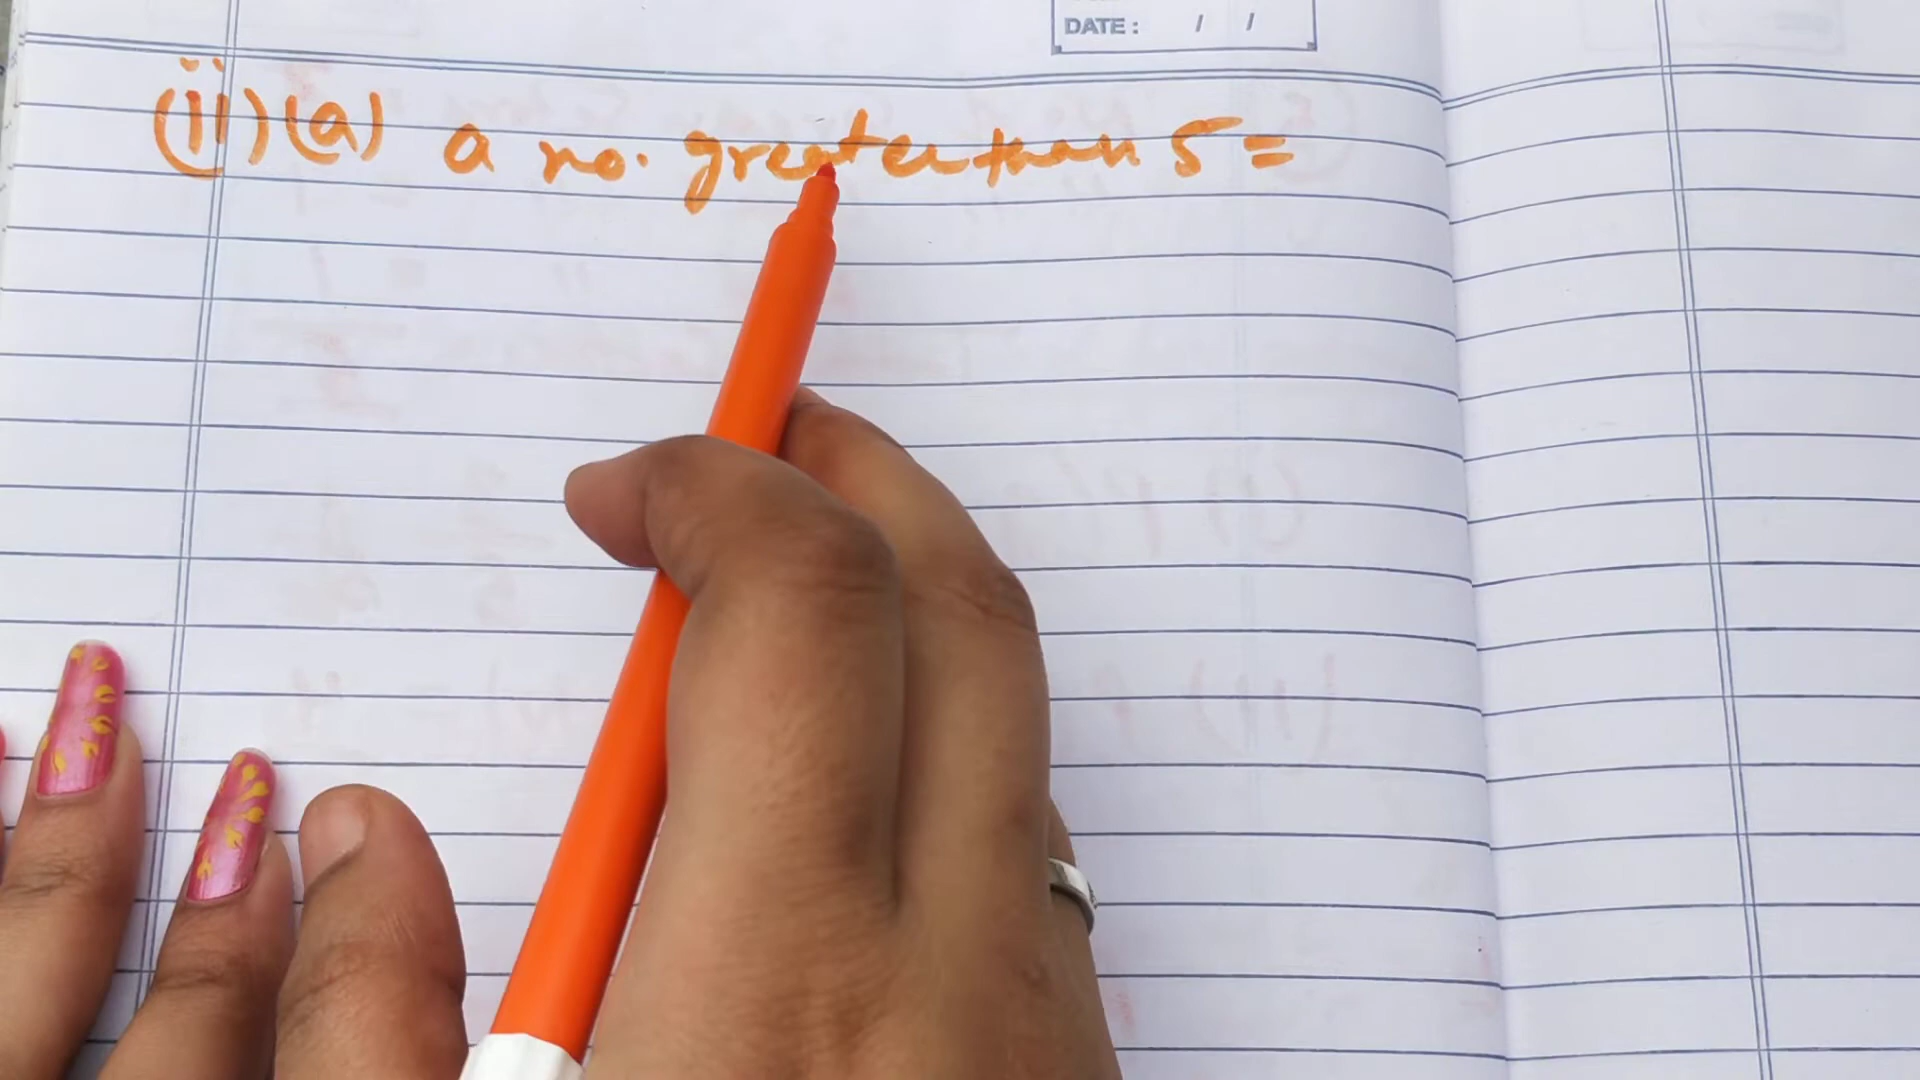 DATE : / /
(ii) (a) a no. greater than 5 =